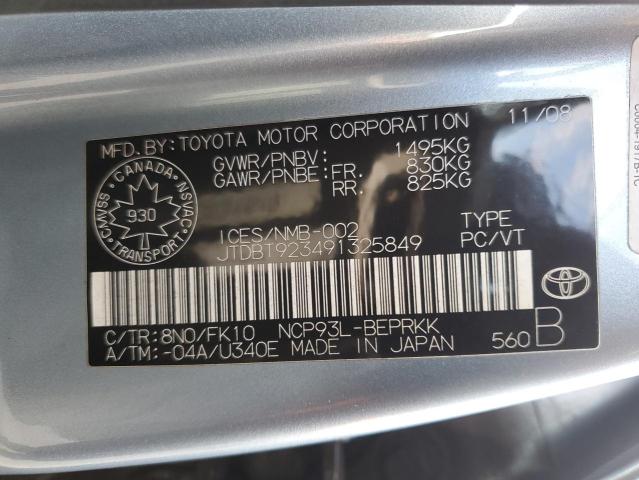 MFD. BY: TOYOTA MOTOR CORPORATION 11/08
GVWR/PNBV: 1495KG
GAWR/PNBE: FR. 830KG
RR. 825KG
CANADA
CMVSS
NSVAC
930
TRANSPORT
ICES/NMB-002
JTDBT923491325849
TYPE
PC/VT
C/TR: 8N0/FK10 NCP93L-BEPRKK
A/TM: -04A/U340E MADE IN JAPAN
560 B